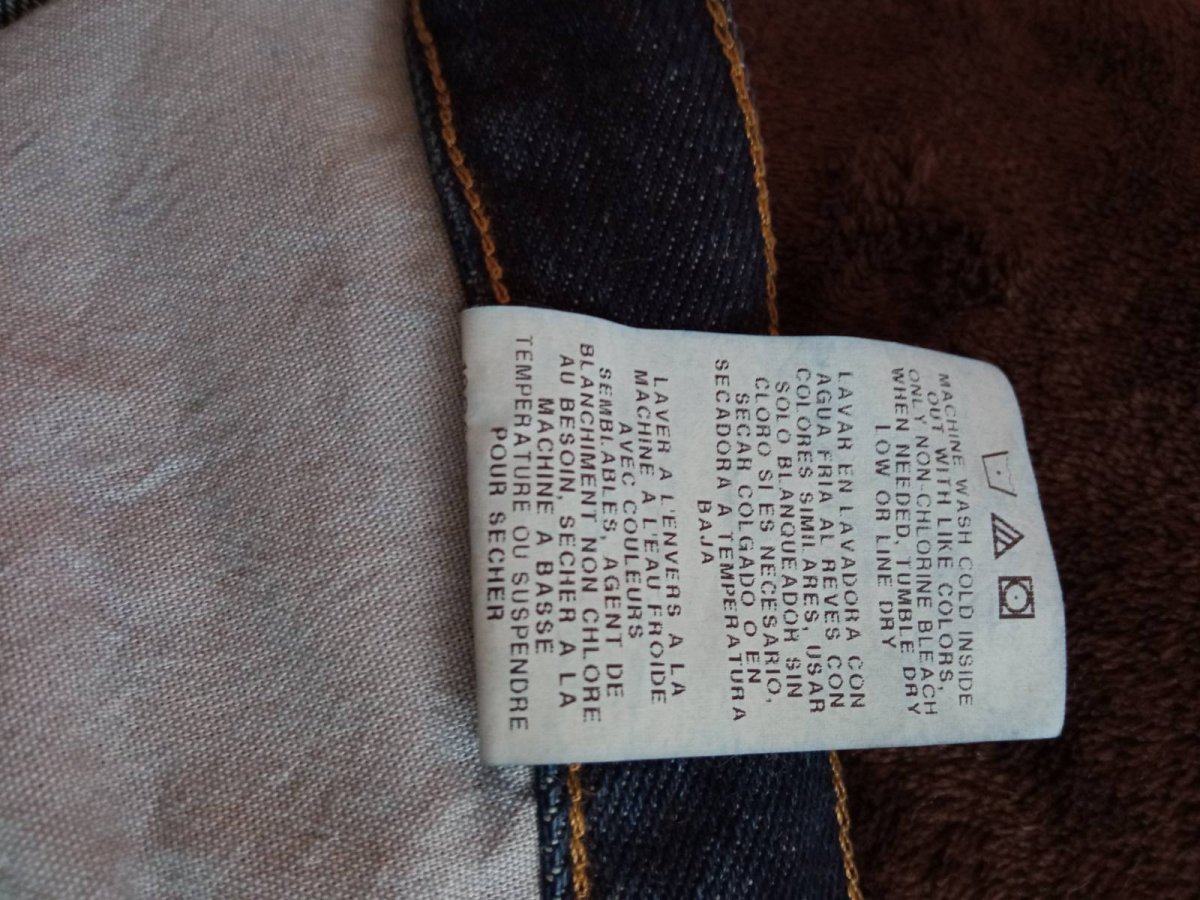 MACHINE WASH COLD INSIDE
OUT WITH LIKE COLORS,
ONLY NON-CHLORINE BLEACH
WHEN NEEDED, TUMBLE DRY
LOW OR LINE DRY
LAVAR EN LAVADORA CON
AGUA FRIA AL REVES CON
COLORES SIMILARES, USAR
SOLO BLANQUEADOR SIN
CLORO SI ES NECESARIO,
SECAR COLGADO O EN
SECADORA A TEMPERATURA
BAJA
LAVER A L'ENVERS A LA
MACHINE A L'EAU FROIDE
AVEC COULEURS
SEMBLABLES, AGENT DE
BLANCHIMENT NON CHLORE
AU BESOIN, SECHER A LA
MACHINE A BASSE
TEMPERATURE OU SUSPENDRE
POUR SECHER